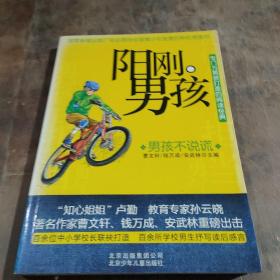 阳刚
男孩
男孩不说谎
曹文轩/钱万成/安武林◎主编
“知心姐姐”卢勤 教育专家孙云晓
著名作家曹文轩、钱万成、安武林重磅出击
百余位中小学校长联袂打造 百余所学校男生抒写读后感言
北京出版集团公司
北京少年儿童出版社